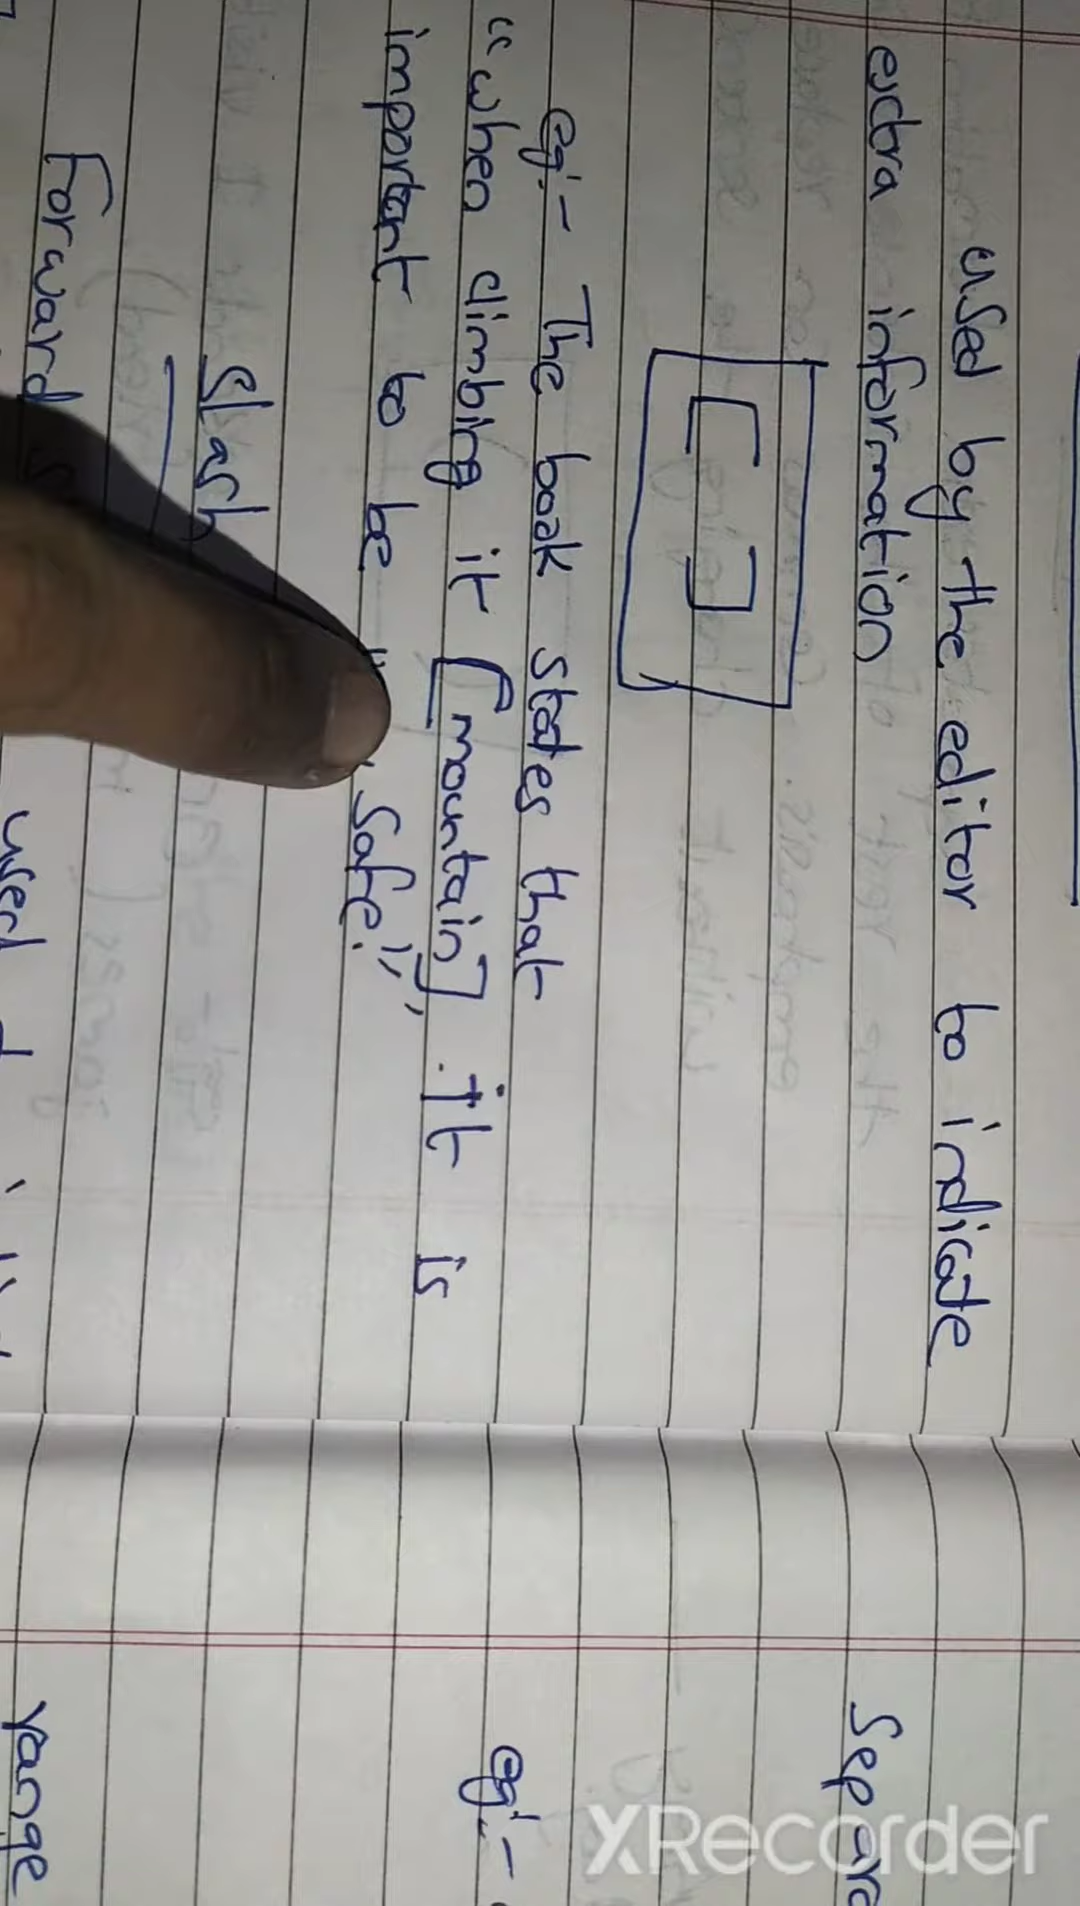 used by the editor to indicate
extra information
[ ]
eg:- The book states that
"when climbing it [mountain]. it is
important to be safe.",
Slash
Forward
used
Separa
eg:-
range
XRecorder